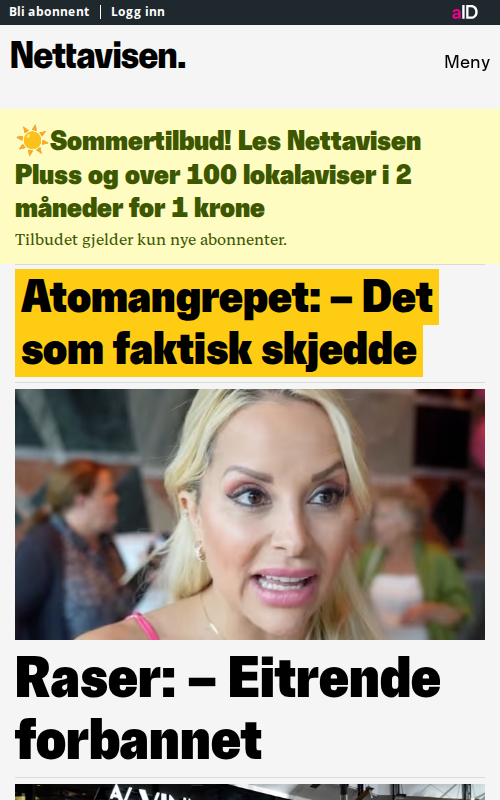 Bli abonnent | Logg inn
aID
Nettavisen.
Meny
☀️Sommertilbud! Les Nettavisen
Pluss og over 100 lokalaviser i 2
måneder for 1 krone
Tilbudet gjelder kun nye abonnenter.
Atomangrepet: – Det
som faktisk skjedde
Raser: – Eitrende
forbannet